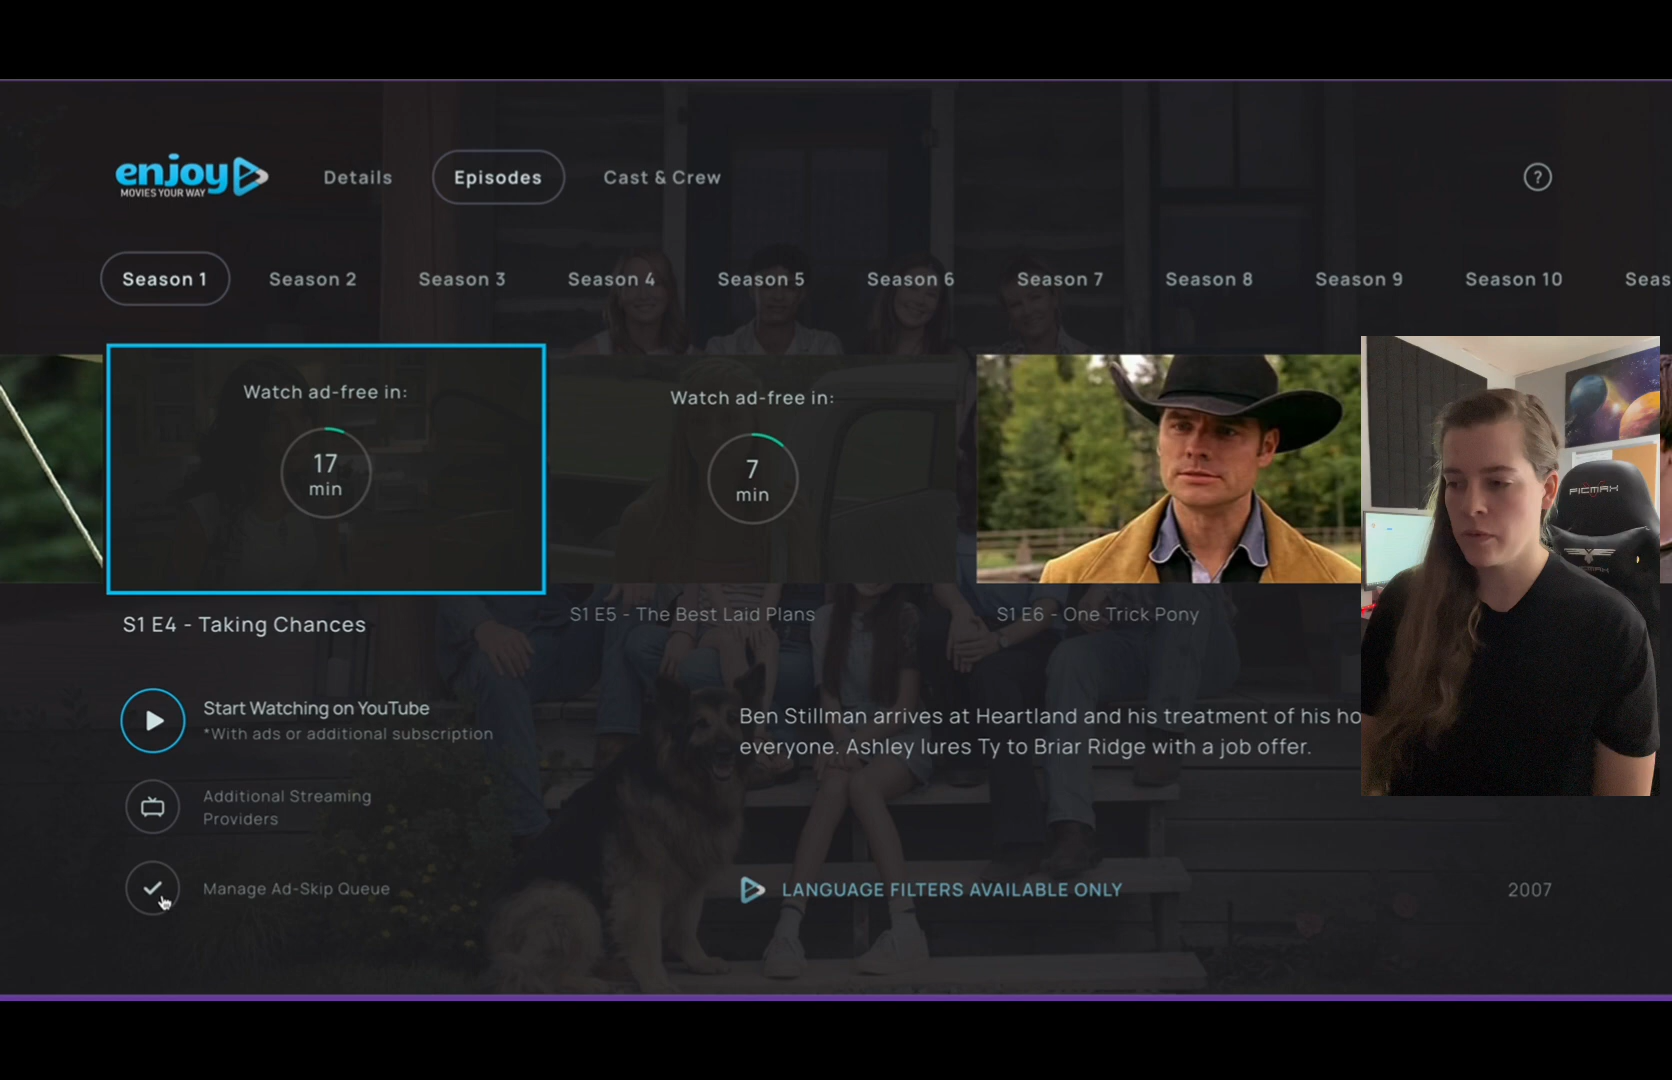 enjoy
MOVIES YOUR WAY
Details
Episodes
Cast & Crew
?
Season 1
Season 2
Season 3
Season 4
Season 5
Season 6
Season 7
Season 8
Season 9
Season 10
Seas
Watch ad-free in:
17
min
Watch ad-free in:
7
min
PICMAX
S1 E4 - Taking Chances
S1 E5 - The Best Laid Plans
S1 E6 - One Trick Pony
Start Watching on YouTube
*With ads or additional subscription
Ben Stillman arrives at Heartland and his treatment of his ho
everyone. Ashley lures Ty to Briar Ridge with a job offer.
Additional Streaming
Providers
Manage Ad-Skip Queue
LANGUAGE FILTERS AVAILABLE ONLY
2007